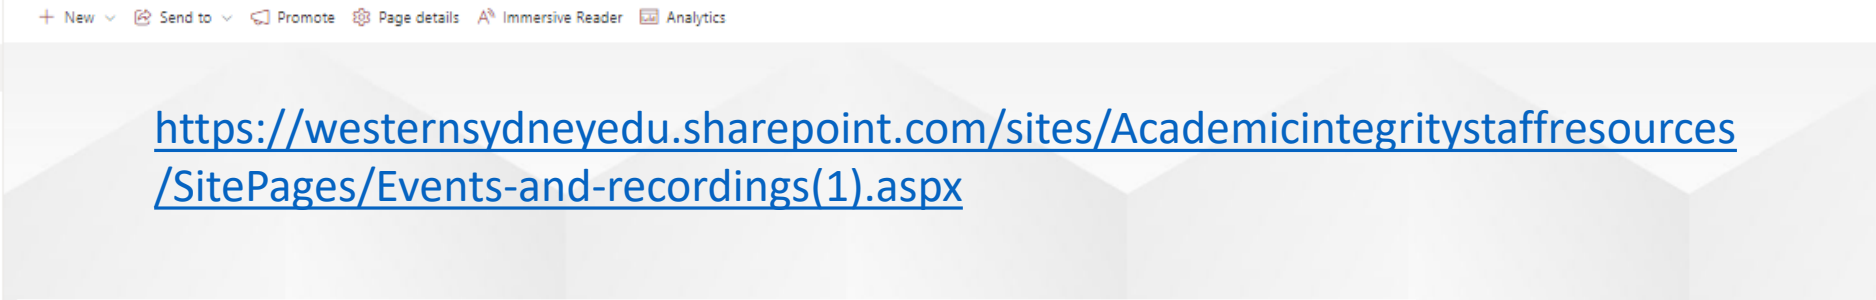 + New Send to Promote Page details Immersive Reader Analytics
https://westernsydneyedu.sharepoint.com/sites/Academicintegritystaffresources
/SitePages/Events-and-recordings(1).aspx